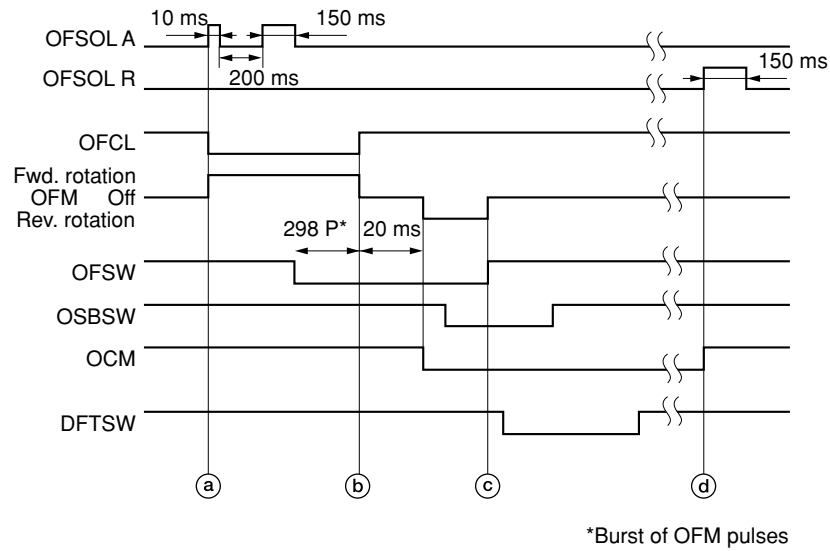 10 ms
150 ms
OFSOL A
200 ms
150 ms
OFSOL R
OFCL
Fwd. rotation
OFM Off
Rev. rotation
298 P*
20 ms
OFSW
OSBSW
OCM
DFTSW
a
b
c
d
*Burst of OFM pulses